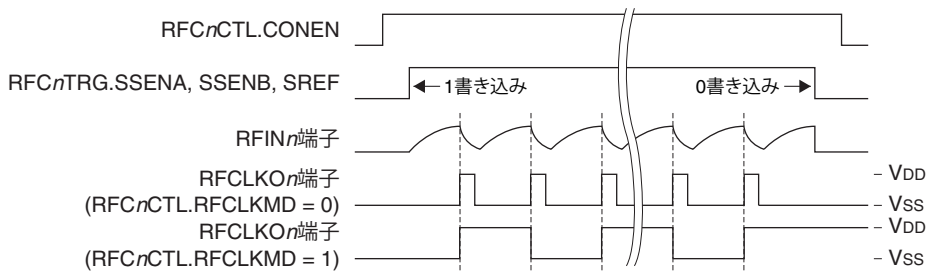 RFCnCTL.CONEN
RFCnTRG.SSENA, SSENB, SREF
1書き込み
0書き込み
RFINn端子
RFCLKOn端子
(RFCnCTL.RFCLKMD = 0)
VDD
VSS
RFCLKOn端子
(RFCnCTL.RFCLKMD = 1)
VDD
VSS